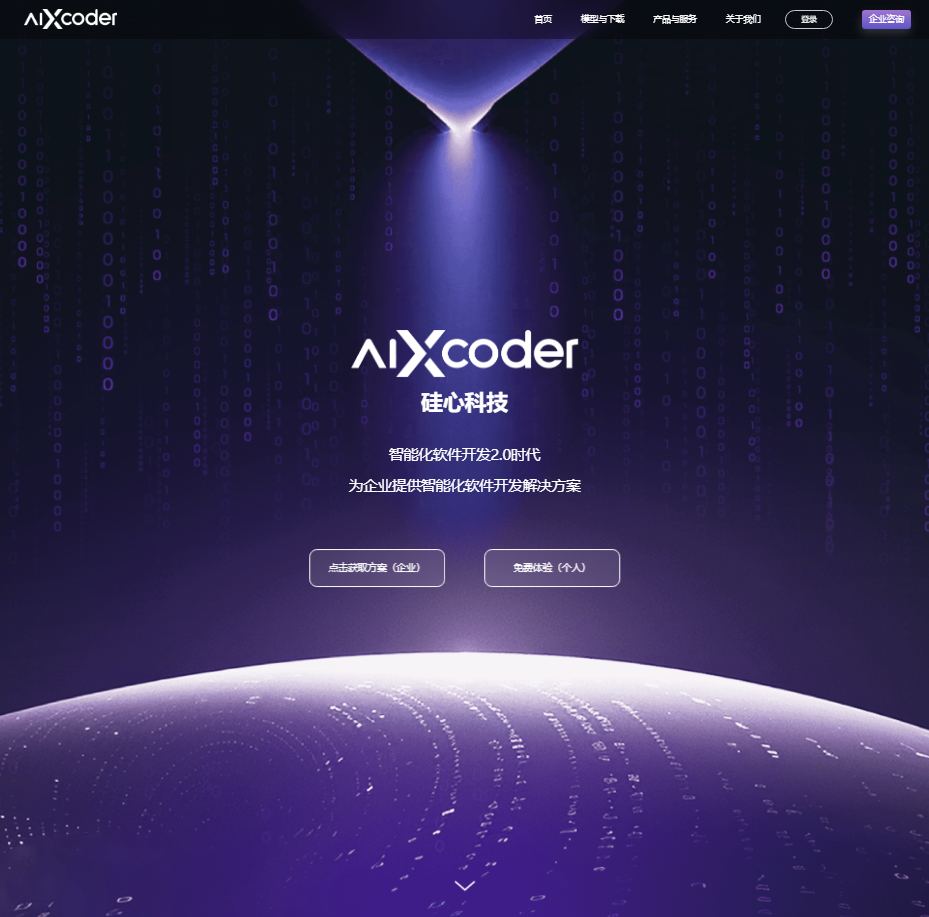 aiXcoder
首页 模型与下载 产品与服务 关于我们 登录 企业咨询
aiXcoder
硅心科技
智能化软件开发2.0时代
为企业提供智能化软件开发解决方案
点击获取方案（企业） 免费体验（个人）